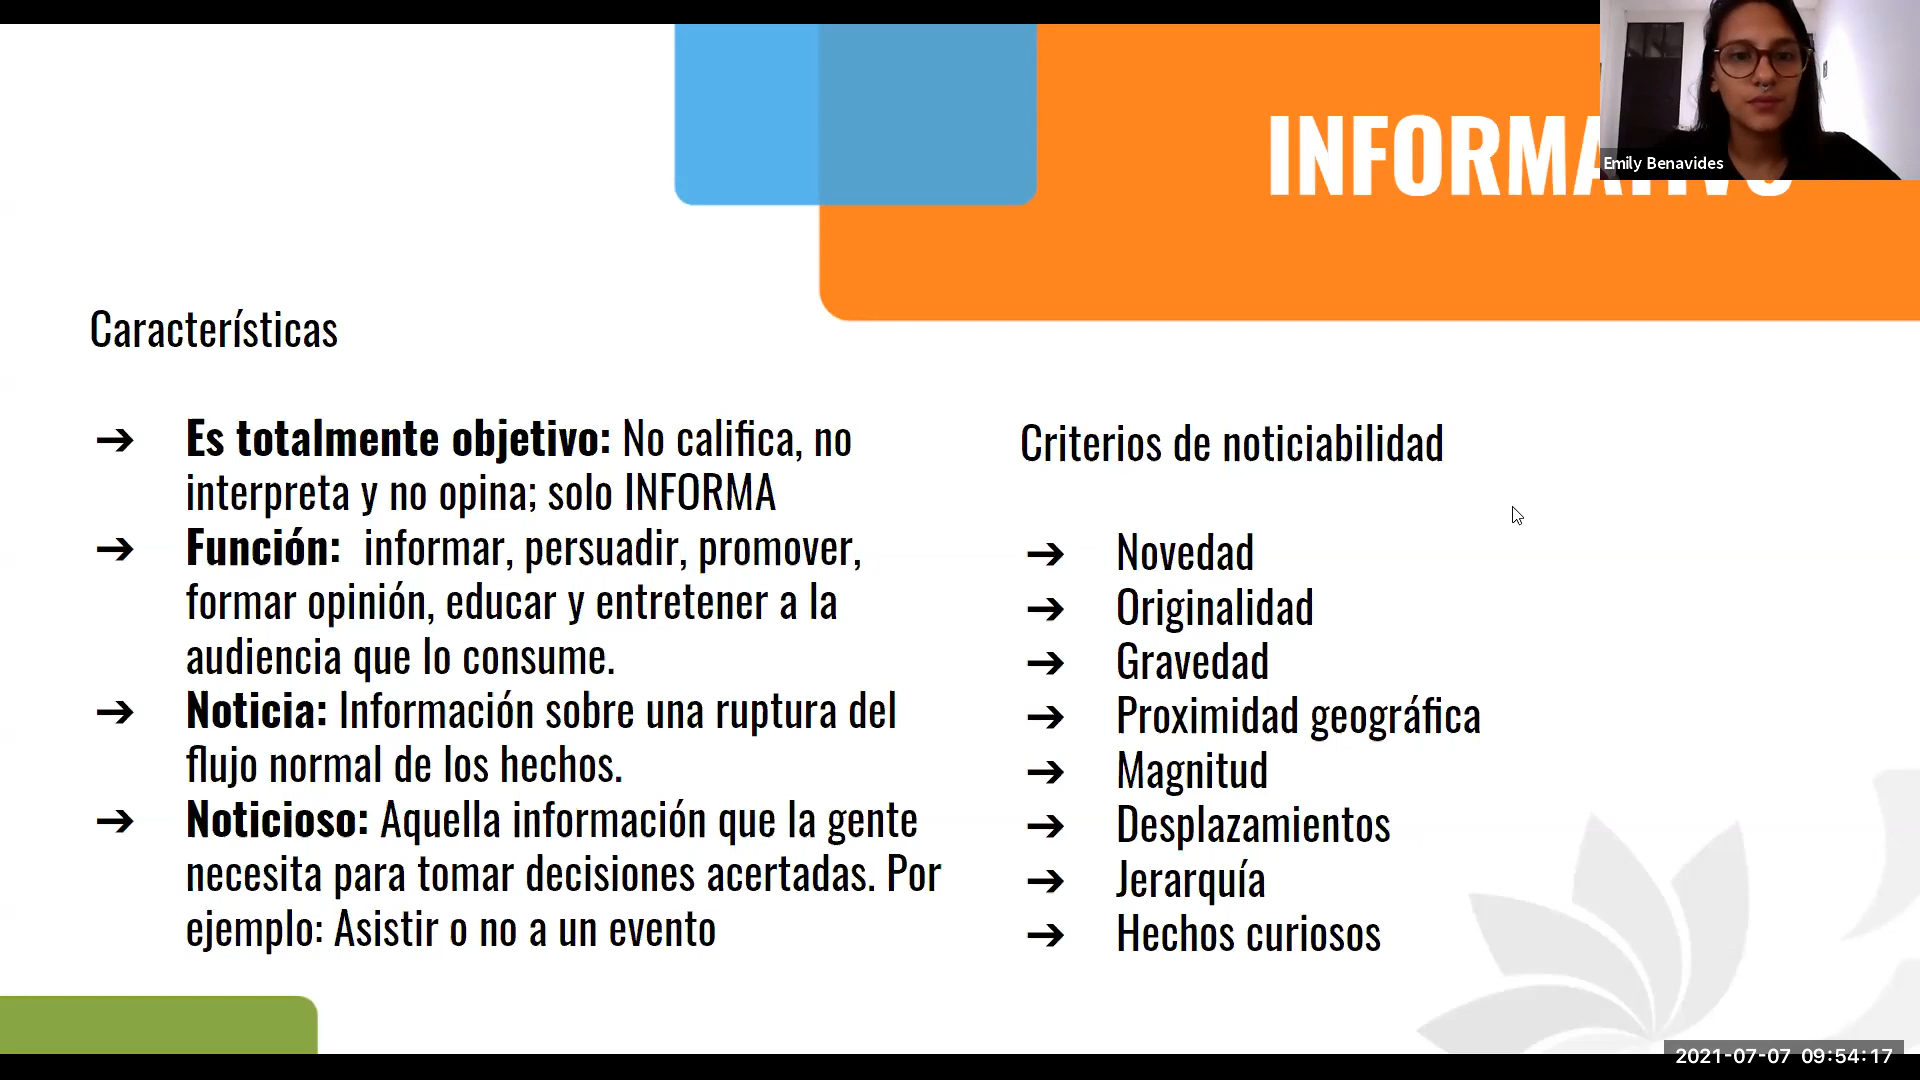 INFORMATIVO
Emily Benavides
Características
➔ Es totalmente objetivo: No califica, no
interpreta y no opina; solo INFORMA
➔ Función: informar, persuadir, promover,
formar opinión, educar y entretener a la
audiencia que lo consume.
➔ Noticia: Información sobre una ruptura del
flujo normal de los hechos.
➔ Noticioso: Aquella información que la gente
necesita para tomar decisiones acertadas. Por
ejemplo: Asistir o no a un evento
Criterios de noticiabilidad
➔ Novedad
➔ Originalidad
➔ Gravedad
➔ Proximidad geográfica
➔ Magnitud
➔ Desplazamientos
➔ Jerarquía
➔ Hechos curiosos
2021-07-07 09:54:17